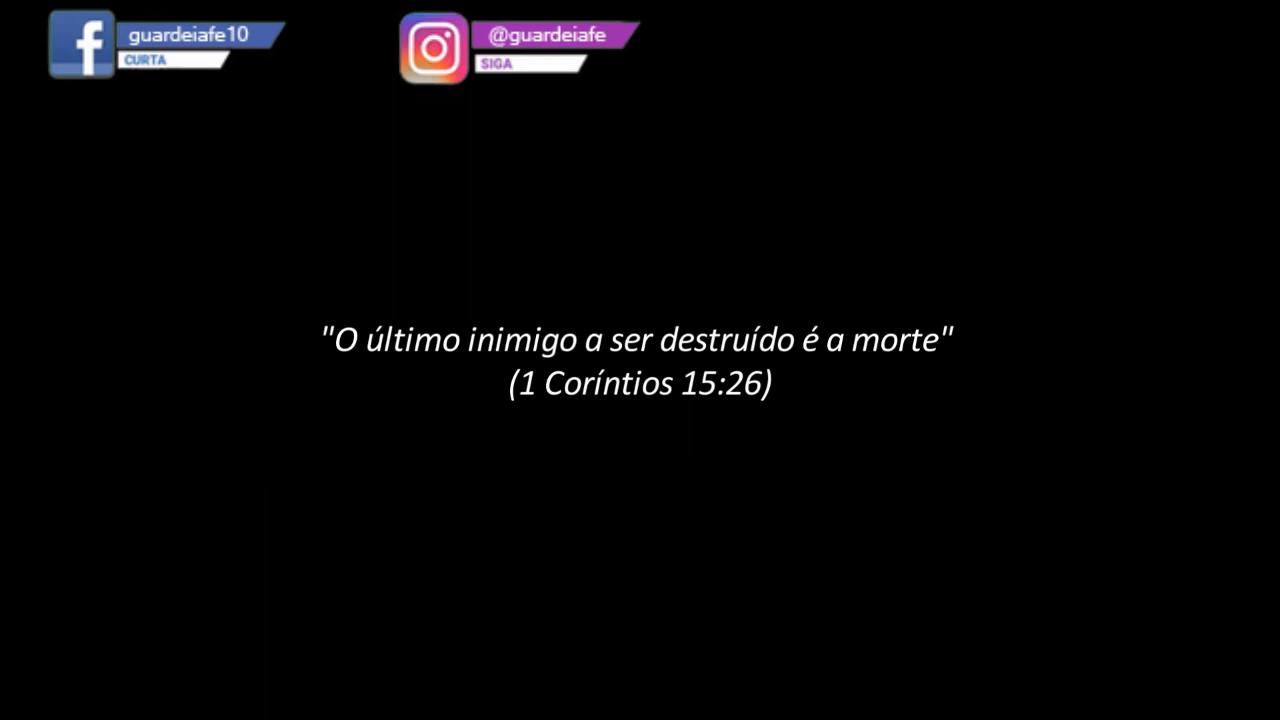 guardeiafe10
CURTA
@guardeiafe
SIGA
"O último inimigo a ser destruído é a morte"
(1 Coríntios 15:26)